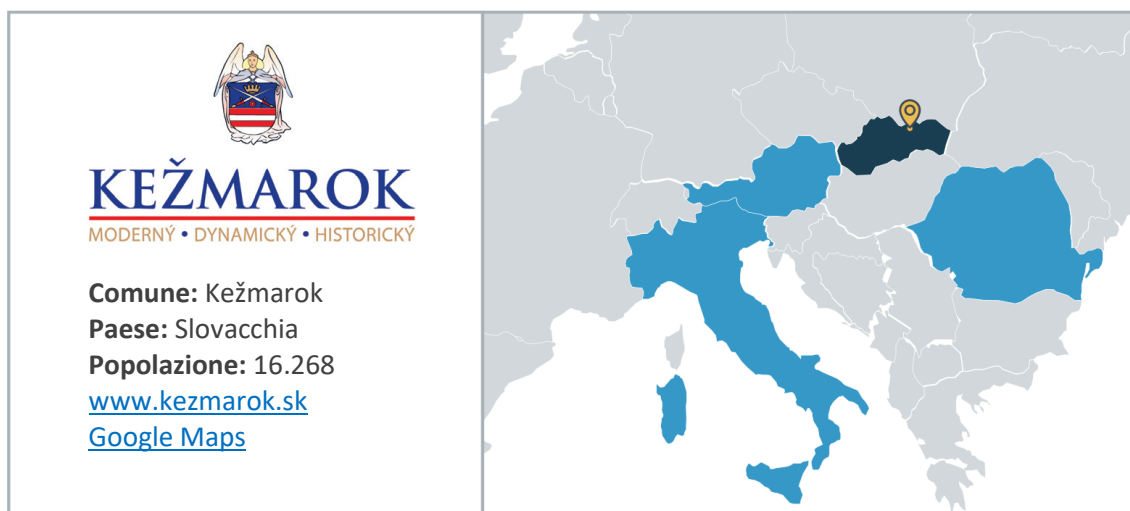 KEŽMAROK
MODERNÝ • DYNAMICKÝ • HISTORICKÝ
Comune: Kežmarok
Paese: Slovacchia
Popolazione: 16.268
www.kezmarok.sk
Google Maps